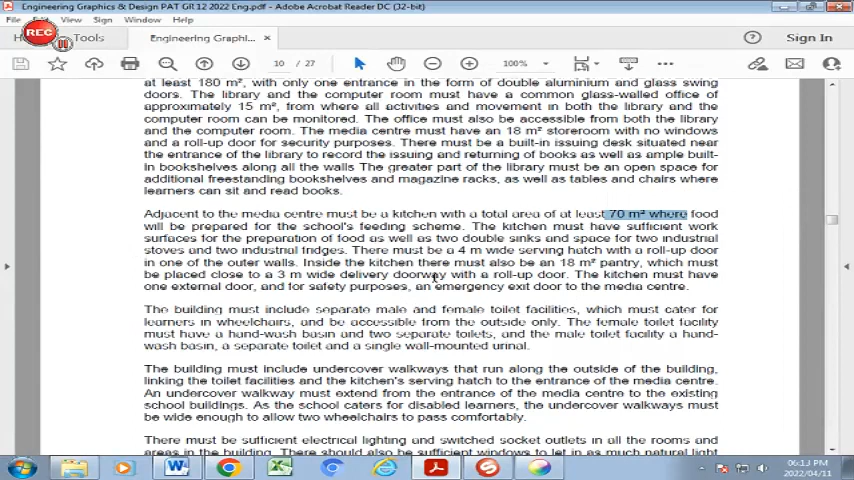 Engineering Graphics & Design PAT GR 12 2022 Eng.pdf - Adobe Acrobat Reader DC (32-bit)
File Edit View Sign Window Help
REC
Tools
Engineering Graphi...
Sign In
10 / 27
100%
at least 180 m², with only one entrance in the form of double aluminium and glass swing
doors. The library and the computer room must have a common glass-walled office of
approximately 15 m², from where all activities and movement in both the library and the
computer room can be monitored. The office must also be accessible from both the library
and the computer room. The media centre must have an 18 m² storeroom with no windows
and a roll-up door for security purposes. There must be a built-in issuing desk situated near
the entrance of the library to record the issuing and returning of books as well as ample built-
in bookshelves along all the walls The greater part of the library must be an open space for
additional freestanding bookshelves and magazine racks, as well as tables and chairs where
learners can sit and read books.
Adjacent to the media centre must be a kitchen with a total area of at least 70 m² where food
will be prepared for the school's feeding scheme. The kitchen must have sufficient work
surfaces for the preparation of food as well as two double sinks and space for two industrial
stoves and two industrial fridges. There must be a 4 m wide serving hatch with a roll-up door
in one of the outer walls. Inside the kitchen there must also be an 18 m² pantry, which must
be placed close to a 3 m wide delivery doorway with a roll-up door. The kitchen must have
one external door, and for safety purposes, an emergency exit door to the media centre.
The building must include separate male and female toilet facilities, which must cater for
learners in wheelchairs, and be accessible from the outside only. The female toilet facility
must have a hand-wash basin and two separate toilets, and the male toilet facility a hand-
wash basin, a separate toilet and a single wall-mounted urinal.
The building must include undercover walkways that run along the outside of the building,
linking the toilet facilities and the kitchen's serving hatch to the entrance of the media centre.
An undercover walkway must extend from the entrance of the media centre to the existing
school buildings. As the school caters for disabled learners, the undercover walkways must
be wide enough to allow two wheelchairs to pass comfortably.
There must be sufficient electrical lighting and switched socket outlets in all the rooms and
areas in the building. There should also be sufficient windows to let in as much natural light
06:13 PM
2022/04/11